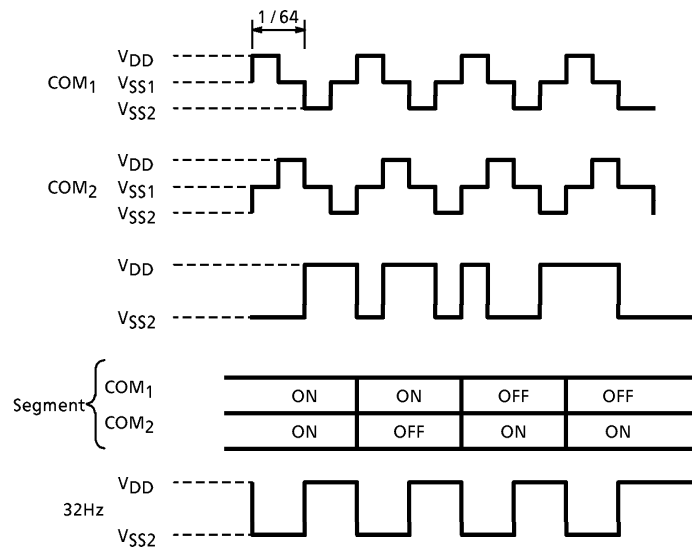 1 / 64
VDD
COM1 VSS1
VSS2
VDD
COM2 VSS1
VSS2
VDD
VSS2
COM1 ON ON OFF OFF
Segment
COM2 ON OFF ON ON
VDD
32Hz
VSS2